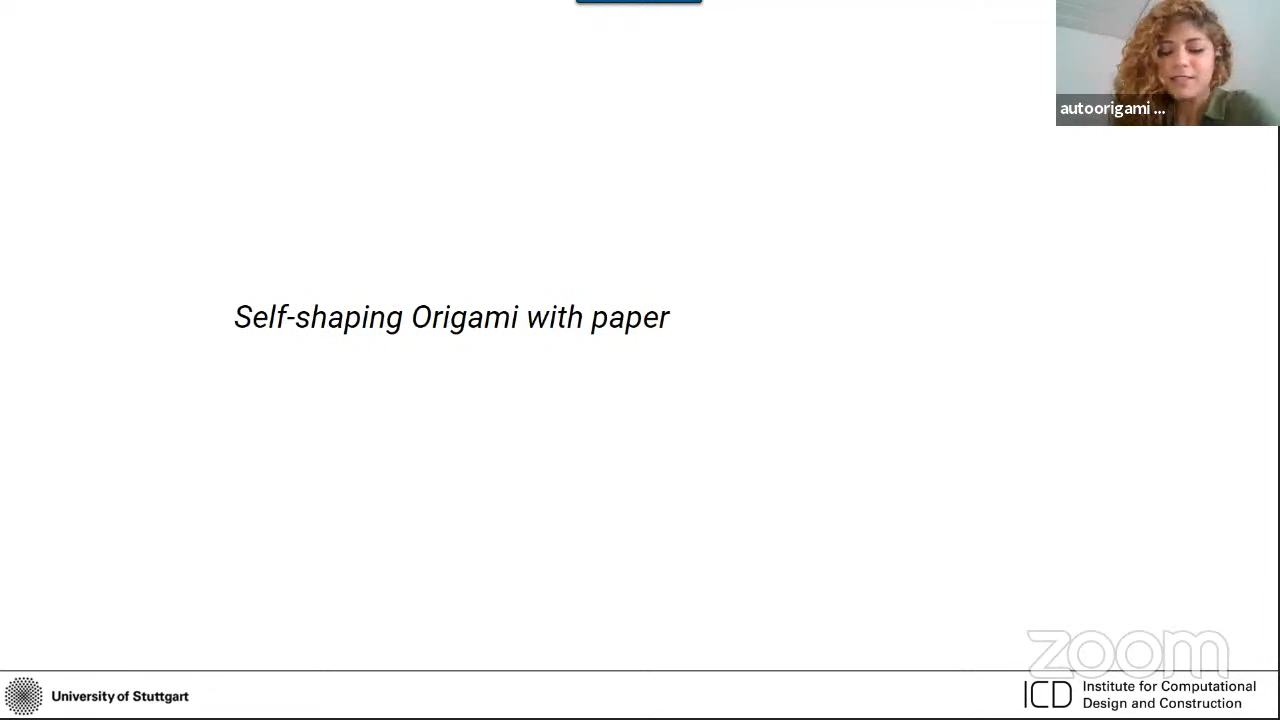 autoorigami ...
Self-shaping Origami with paper
zoom
University of Stuttgart
ICD
Institute for Computational
Design and Construction